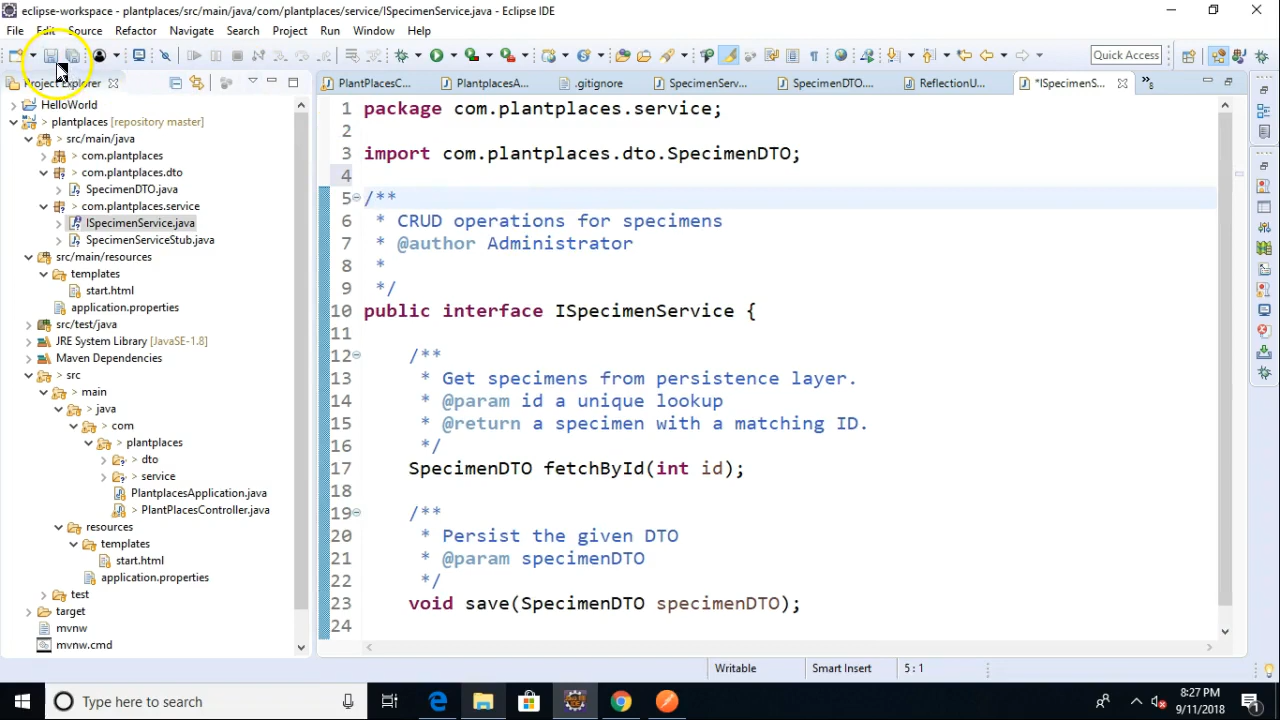 eclipse-workspace - plantplaces/src/main/java/com/plantplaces/service/ISpecimenService.java - Eclipse IDE
File Edit Source Refactor Navigate Search Project Run Window Help
Quick Access
Project Explorer
PlantPlacesC...
PlantplacesA...
.gitignore
SpecimenServ...
SpecimenDTO....
ReflectionU...
*ISpecimenS...
»8
HelloWorld
> plantplaces [repository master]
> src/main/java
> com.plantplaces
> com.plantplaces.dto
SpecimenDTO.java
> com.plantplaces.service
ISpecimenService.java
SpecimenServiceStub.java
src/main/resources
templates
start.html
application.properties
src/test/java
JRE System Library [JavaSE-1.8]
Maven Dependencies
> src
> main
> java
> com
> plantplaces
> dto
> service
PlantplacesApplication.java
> PlantPlacesController.java
resources
templates
start.html
application.properties
test
target
mvnw
mvnw.cmd
1 package com.plantplaces.service;
2
3 import com.plantplaces.dto.SpecimenDTO;
4
5 /**
6 * CRUD operations for specimens
7 * @author Administrator
8 *
9 */
10 public interface ISpecimenService {
11
12 /**
13 * Get specimens from persistence layer.
14 * @param id a unique lookup
15 * @return a specimen with a matching ID.
16 */
17 SpecimenDTO fetchById(int id);
18
19 /**
20 * Persist the given DTO
21 * @param specimenDTO
22 */
23 void save(SpecimenDTO specimenDTO);
24
Writable
Smart Insert
5 : 1
Type here to search
8:27 PM
9/11/2018
1